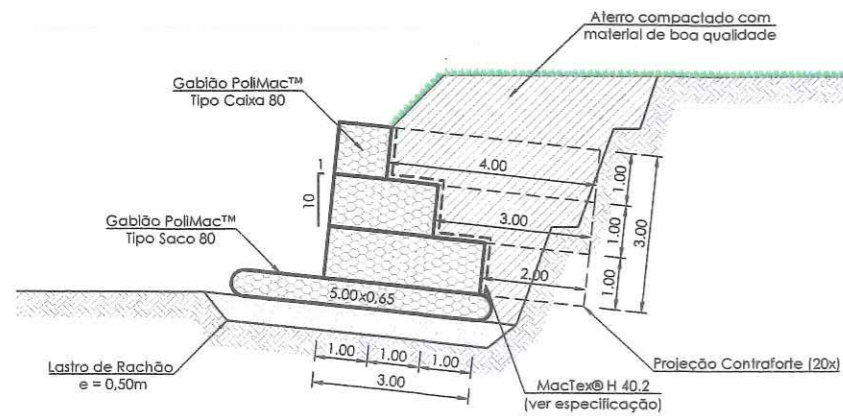 Aterro compactado com
material de boa qualidade
Gabião PoliMac™
Tipo Caixa 80
4.00
1.00
1
10
3.00
1.00
3.00
Gabião PoliMac™
Tipo Saco 80
2.00
1.00
5.00x0,65
Lastro de Rachão
e = 0,50m
1.00
1.00
1.00
3.00
Projeção Contraforte (20x)
MacTex® H 40.2
(ver especificação)